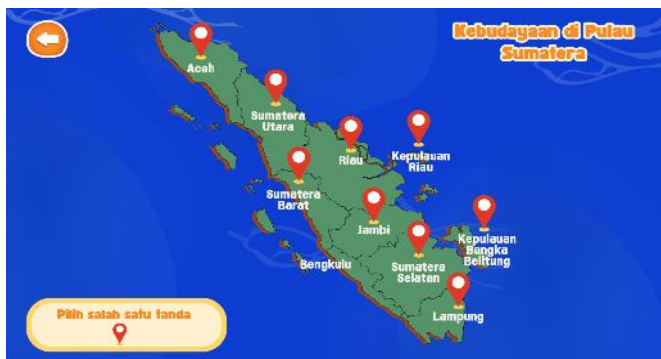 Kebudayaan di Pulau
Sumatera
Aceh
Sumatera
Utara
Riau
Kepulauan
Riau
Sumatera
Barat
Jambi
Kepulauan
Bangka
Belitung
Bengkulu
Sumatera
Selatan
Lampung
Pilih salah satu tanda